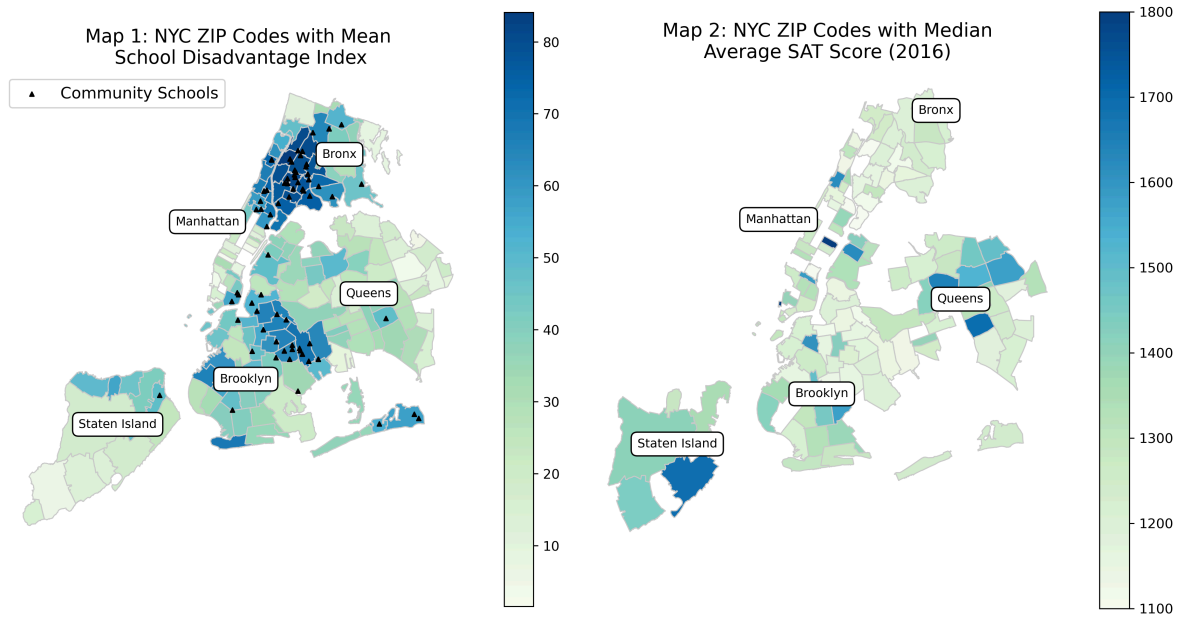 Map 1: NYC ZIP Codes with Mean
School Disadvantage Index
Community Schools
Bronx
Manhattan
Queens
Brooklyn
Staten Island
80
70
60
50
40
30
20
10
Map 2: NYC ZIP Codes with Median
Average SAT Score (2016)
Bronx
Manhattan
Queens
Brooklyn
Staten Island
1800
1700
1600
1500
1400
1300
1200
1100